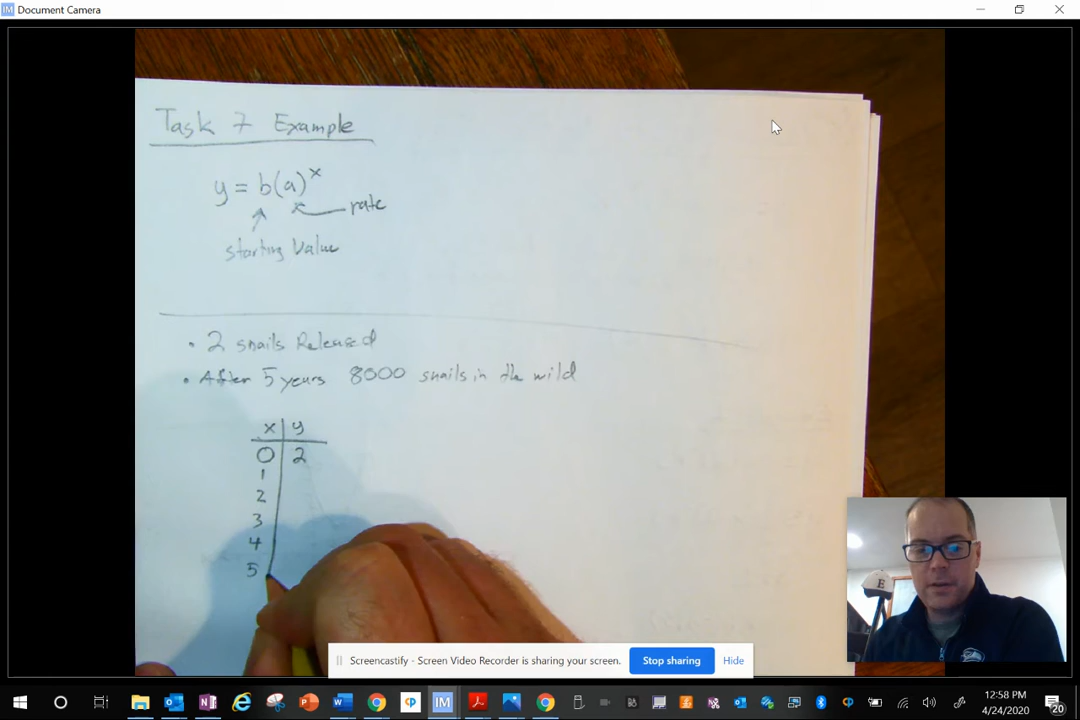 Document Camera
Task 7 Example
y = b(a)^x
rate
starting Value
• 2 snails Released
• After 5 years 8000 snails in the wild
x y
0 2
1
2
3
4
5
E
Screencastify - Screen Video Recorder is sharing your screen. Stop sharing Hide
12:58 PM
4/24/2020
20